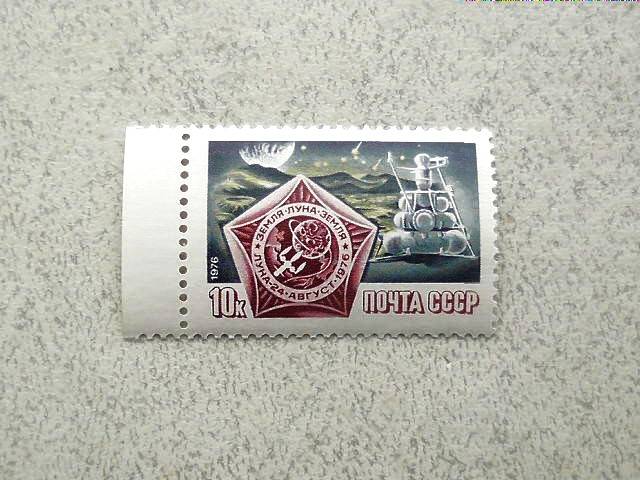 ЗЕМЛЯ·ЛУНА·ЗЕМЛЯ
ЛУНА·24·АВГУСТ·1976
1976
10к
ПОЧТА СССР